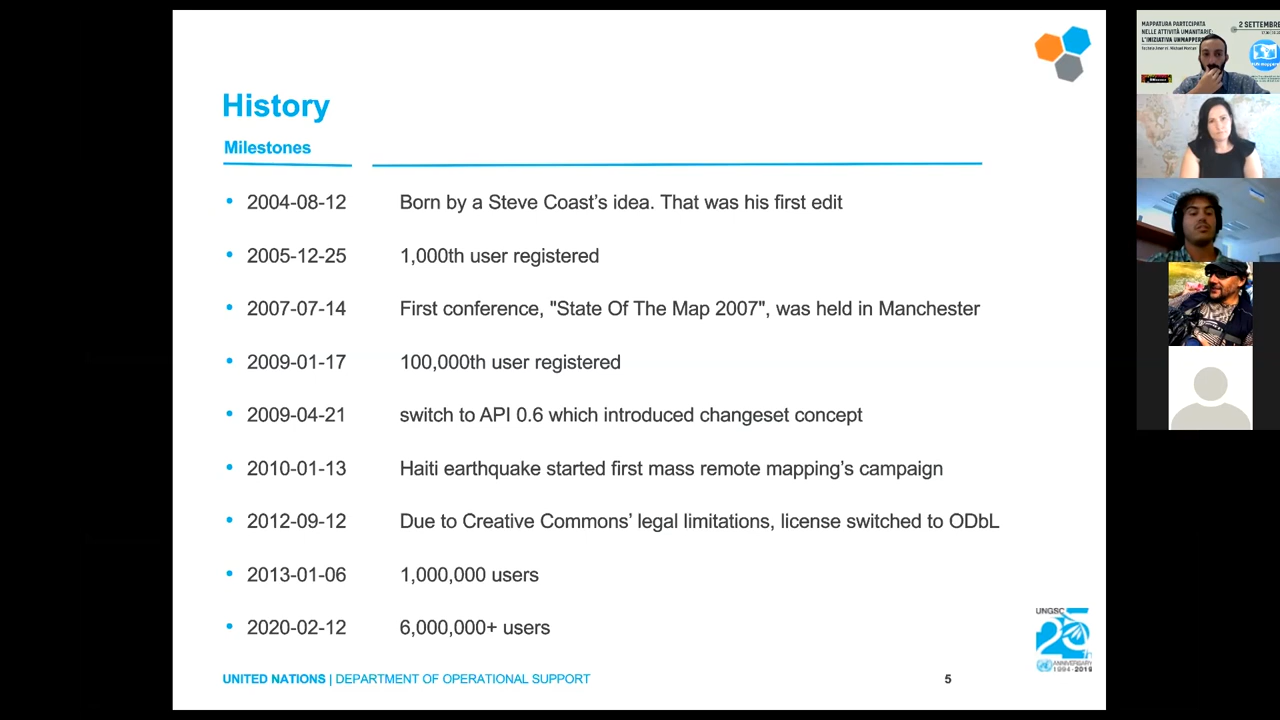 History
Milestones
• 2004-08-12 Born by a Steve Coast’s idea. That was his first edit
• 2005-12-25 1,000th user registered
• 2007-07-14 First conference, "State Of The Map 2007", was held in Manchester
• 2009-01-17 100,000th user registered
• 2009-04-21 switch to API 0.6 which introduced changeset concept
• 2010-01-13 Haiti earthquake started first mass remote mapping’s campaign
• 2012-09-12 Due to Creative Commons’ legal limitations, license switched to ODbL
• 2013-01-06 1,000,000 users
• 2020-02-12 6,000,000+ users
UNITED NATIONS | DEPARTMENT OF OPERATIONAL SUPPORT
5
UNGSC
25th
ANNIVERSARY
1994-2019
MAPPATURA PARTECIPATA
NELLE ATTIVITÀ UMANITARIE:
L'INIZIATIVA UNMAPPERS
2 SETTEMBRE